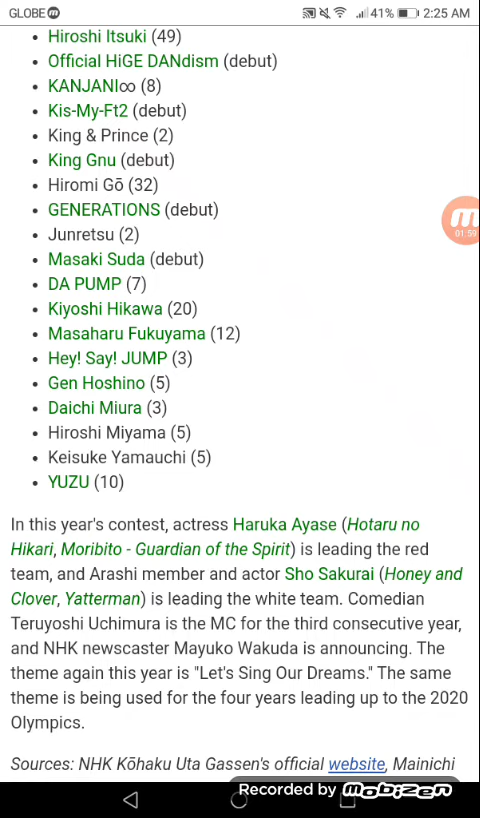 GLOBE 41% 2:25 AM
• Hiroshi Itsuki (49)
• Official HiGE DANdism (debut)
• KANJANI∞ (8)
• Kis-My-Ft2 (debut)
• King & Prince (2)
• King Gnu (debut)
• Hiromi Gō (32)
• GENERATIONS (debut)
• Junretsu (2)
01:59
• Masaki Suda (debut)
• DA PUMP (7)
• Kiyoshi Hikawa (20)
• Masaharu Fukuyama (12)
• Hey! Say! JUMP (3)
• Gen Hoshino (5)
• Daichi Miura (3)
• Hiroshi Miyama (5)
• Keisuke Yamauchi (5)
• YUZU (10)
In this year's contest, actress Haruka Ayase (Hotaru no
Hikari, Moribito - Guardian of the Spirit) is leading the red
team, and Arashi member and actor Sho Sakurai (Honey and
Clover, Yatterman) is leading the white team. Comedian
Teruyoshi Uchimura is the MC for the third consecutive year,
and NHK newscaster Mayuko Wakuda is announcing. The
theme again this year is "Let's Sing Our Dreams." The same
theme is being used for the four years leading up to the 2020
Olympics.
Sources: NHK Kōhaku Uta Gassen's official website, Mainichi
Recorded by mobizen